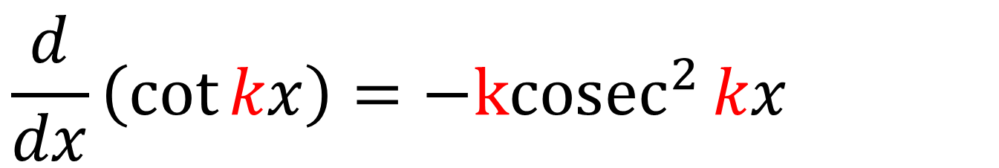 d/dx (cot kx) = −kcosec² kx